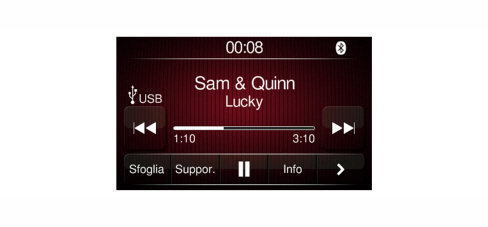 00:08
Sam & Quinn
Lucky
USB
1:10 3:10
Sfoglia Suppor. Info